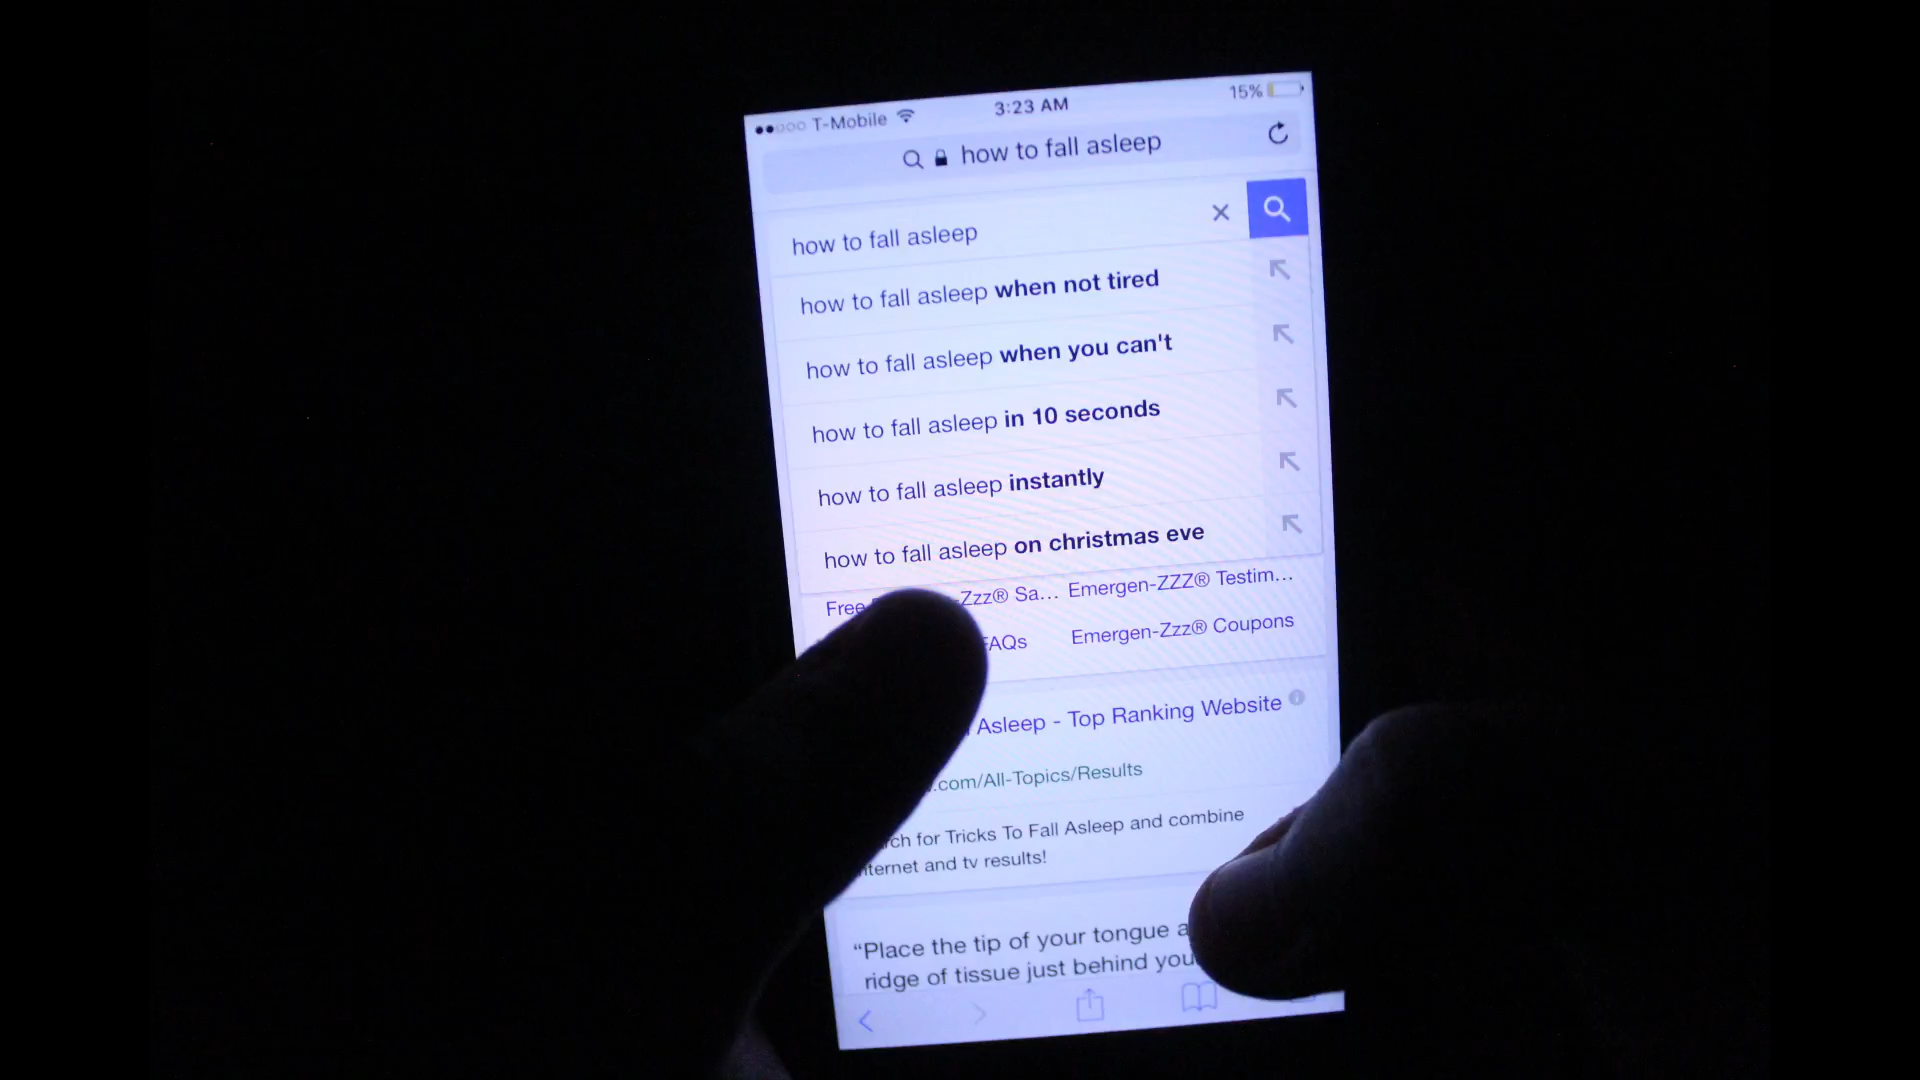 T-Mobile 3:23 AM 15%
how to fall asleep
how to fall asleep
how to fall asleep when not tired
how to fall asleep when you can't
how to fall asleep in 10 seconds
how to fall asleep instantly
how to fall asleep on christmas eve
Free -Zzz® Sa... Emergen-ZZZ® Testim...
FAQs Emergen-Zzz® Coupons
Asleep - Top Ranking Website
.com/All-Topics/Results
for Tricks To Fall Asleep and combine
and tv results!
“Place the tip of your tongue
ridge of tissue just behind